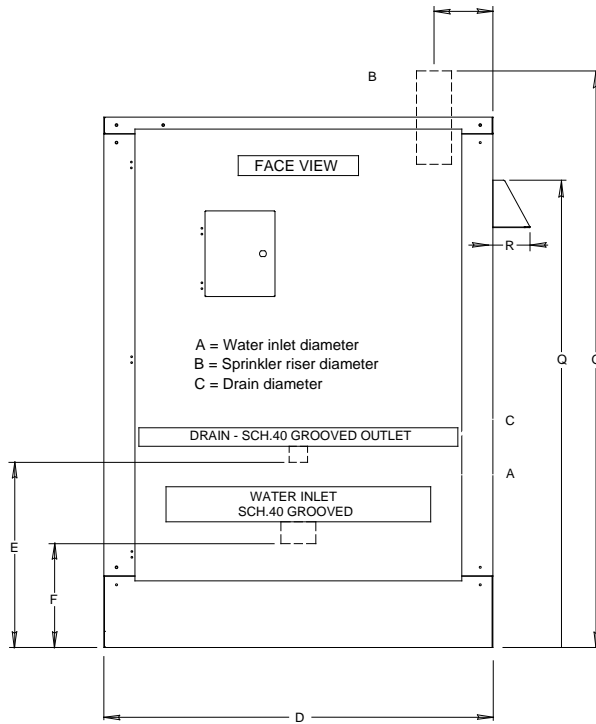 B
FACE VIEW
R
A = Water inlet diameter
B = Sprinkler riser diameter
C = Drain diameter
Q
C
DRAIN - SCH.40 GROOVED OUTLET
A
WATER INLET
SCH.40 GROOVED
E
F
D